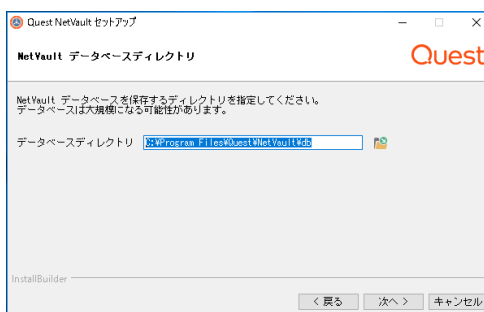 Quest NetVault セットアップ
NetVault データベースディレクトリ
Quest
NetVault データベースを保存するディレクトリを指定してください。
データベースは大規模になる可能性があります。
データベースディレクトリ C:¥Program Files¥Quest¥NetVault¥db
InstallBuilder
< 戻る 次へ > キャンセル